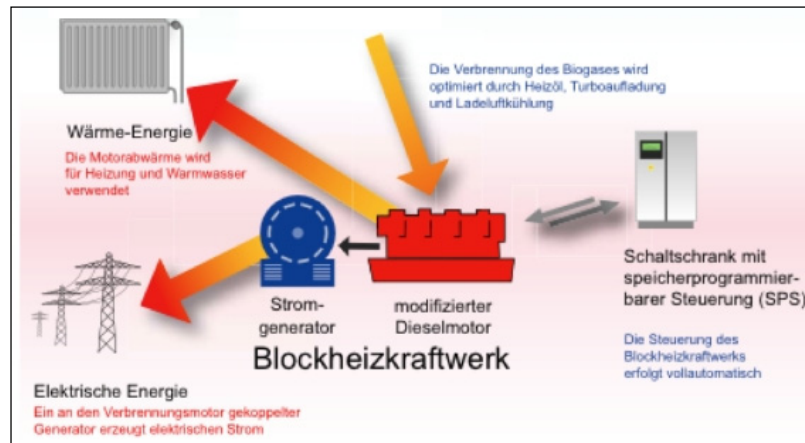 Die Verbrennung des Biogases wird
optimiert durch Heizöl, Turboaufladung
und Ladeluftkühlung
Wärme-Energie
Die Motorabwärme wird
für Heizung und Warmwasser
verwendet
Schaltschrank mit
speicherprogrammier-
barer Steuerung (SPS)
Strom-
generator
modifizierter
Dieselmotor
Blockheizkraftwerk
Die Steuerung des
Blockheizkraftwerks
erfolgt vollautomatisch
Elektrische Energie
Ein an den Verbrennungsmotor gekoppelter
Generator erzeugt elektrischen Strom